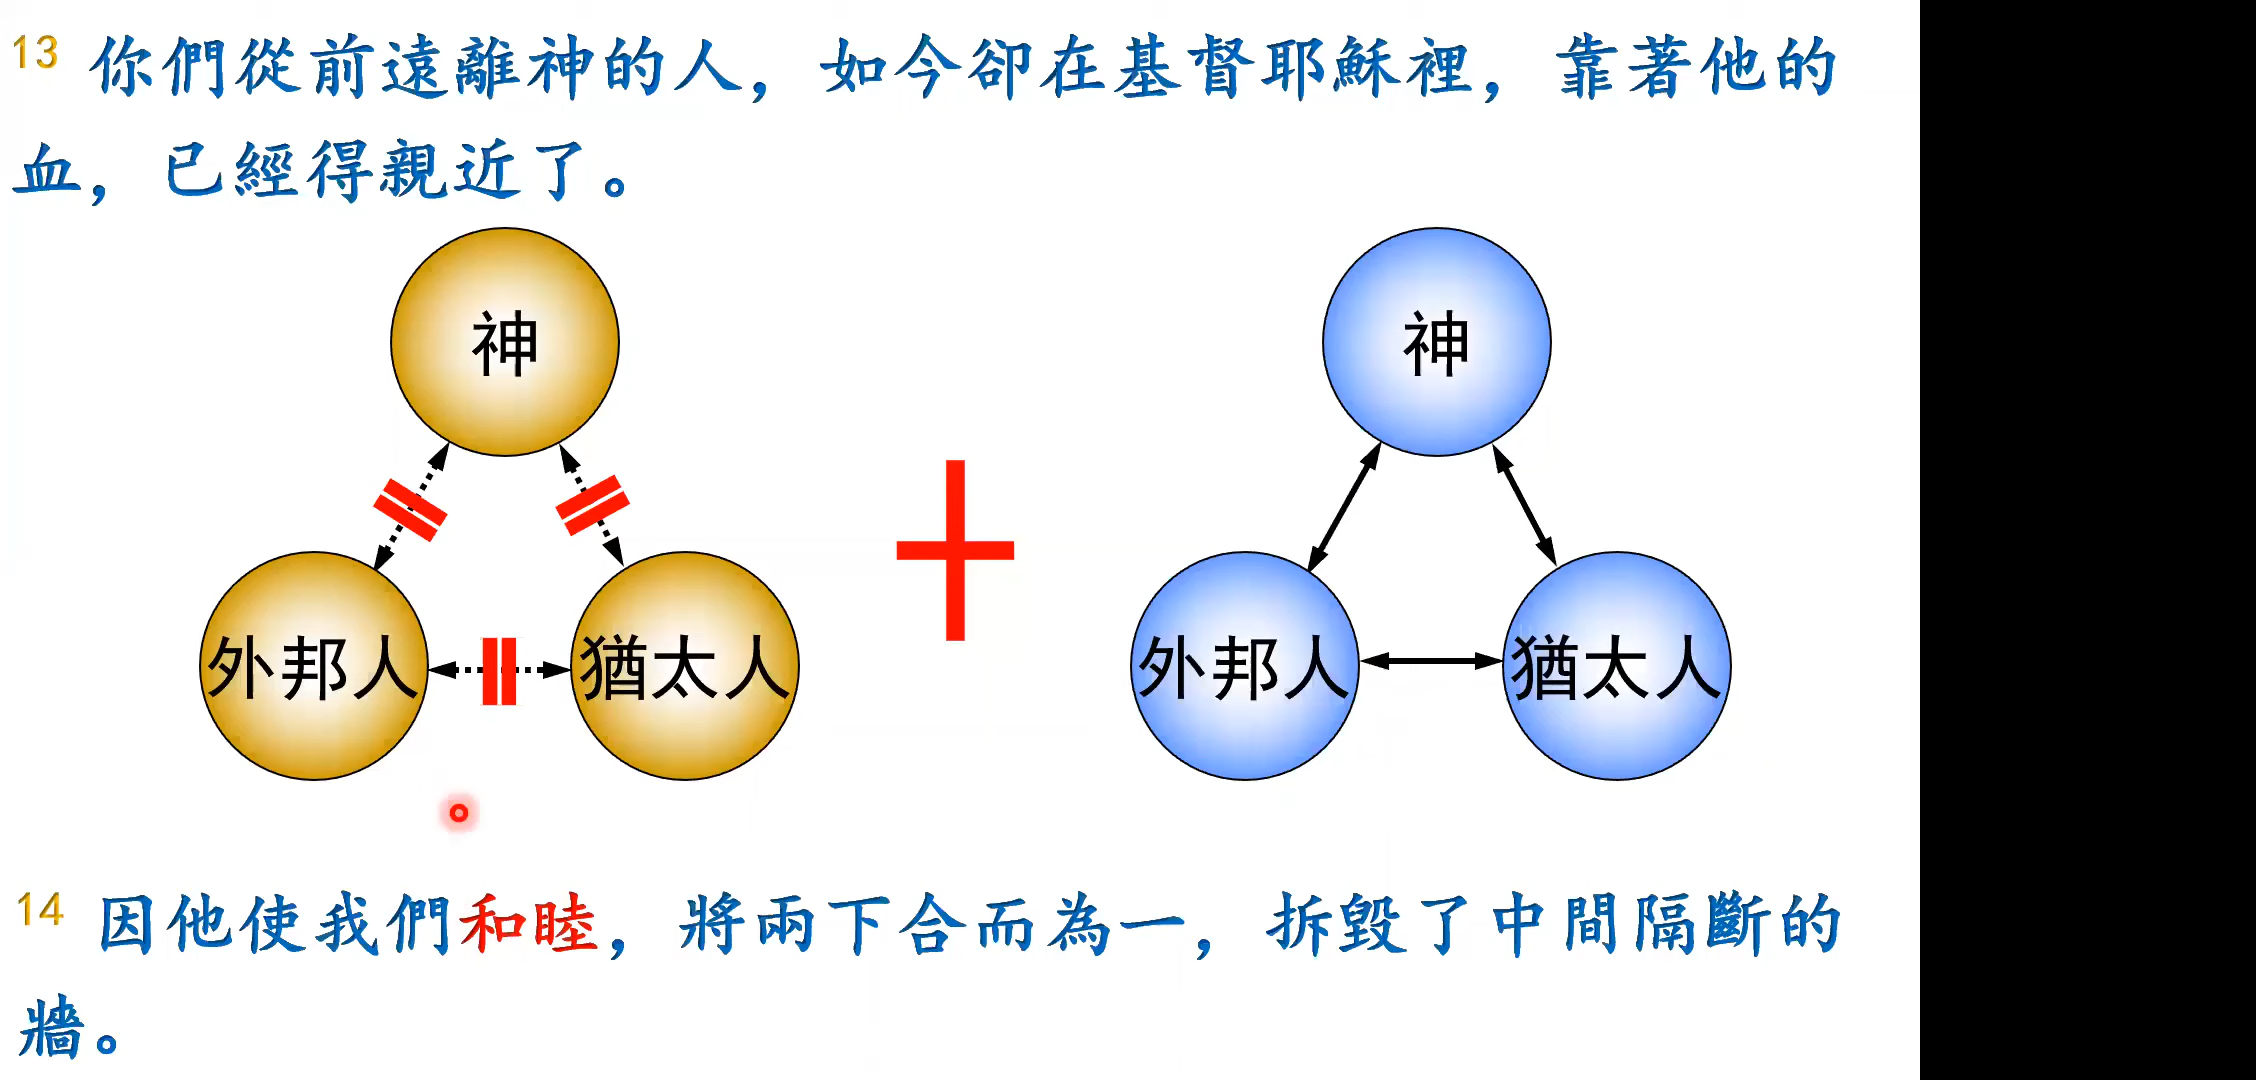 13 你們從前遠離神的人，如今卻在基督耶穌裡，靠著他的
血，已經得親近了。
神
神
外邦人
猶太人
外邦人
猶太人
14 因他使我們和睦，將兩下合而為一，拆毀了中間隔斷的
牆。